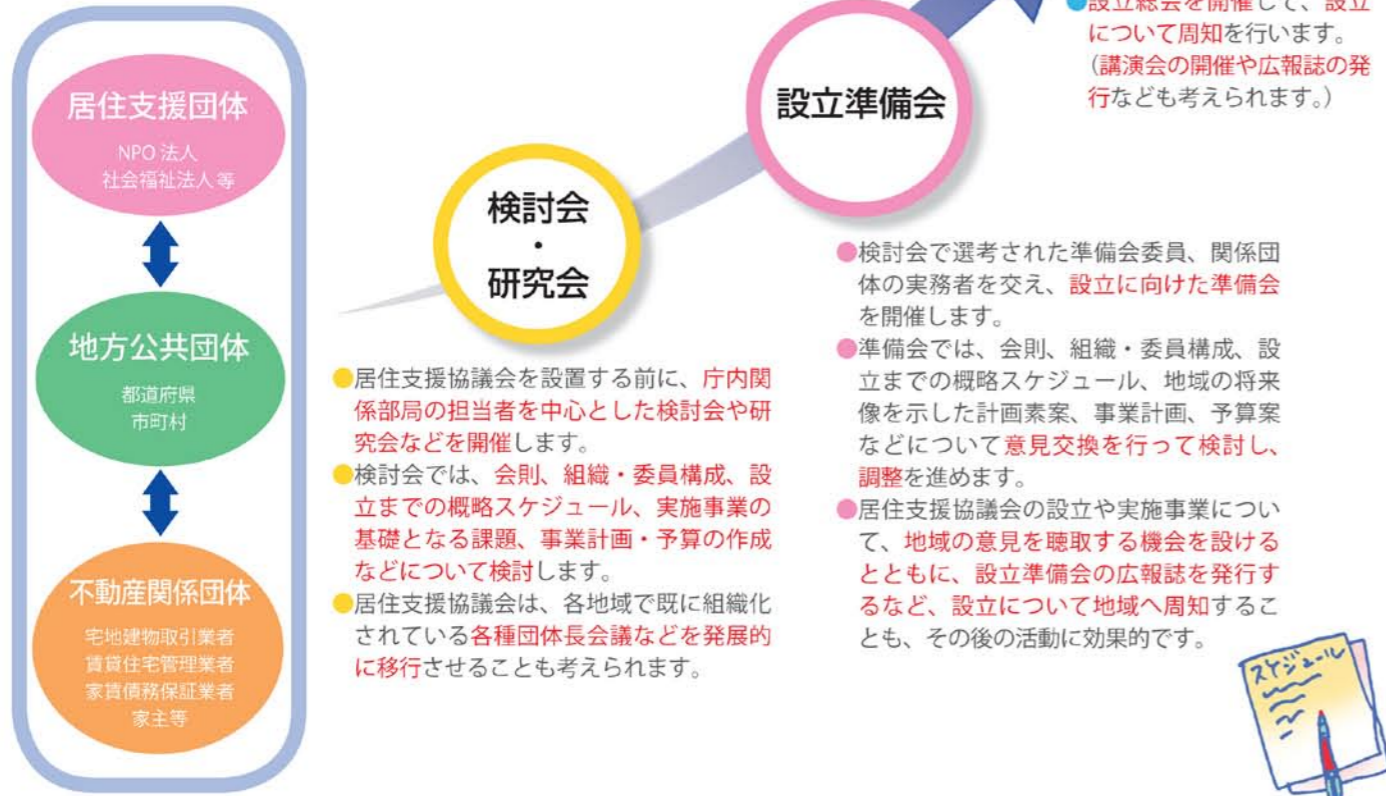 居住支援団体
NPO 法人
社会福祉法人等
地方公共団体
都道府県
市町村
不動産関係団体
宅地建物取引業者
賃貸住宅管理業者
家賃債務保証業者
家主等
検討会
・
研究会
●居住支援協議会を設置する前に、庁内関
係部局の担当者を中心とした検討会や研
究会などを開催します。
●検討会では、会則、組織・委員構成、設
立までの概略スケジュール、実施事業の
基礎となる課題、事業計画・予算の作成
などについて検討します。
●居住支援協議会は、各地域で既に組織化
されている各種団体長会議などを発展的
に移行させることも考えられます。
設立準備会
●検討会で選考された準備会委員、関係団
体の実務者を交え、設立に向けた準備会
を開催します。
●準備会では、会則、組織・委員構成、設
立までの概略スケジュール、地域の将来
像を示した計画素案、事業計画、予算案
などについて意見交換を行って検討し、
調整を進めます。
●居住支援協議会の設立や実施事業につい
て、地域の意見を聴取する機会を設ける
とともに、設立準備会の広報誌を発行す
るなど、設立について地域へ周知するこ
とも、その後の活動に効果的です。
●設立総会を開催して、設立
について周知を行います。
（講演会の開催や広報誌の発
行なども考えられます。）
スケジュール